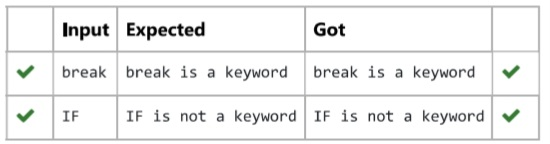 Input Expected Got
break break is a keyword break is a keyword
IF IF is not a keyword IF is not a keyword